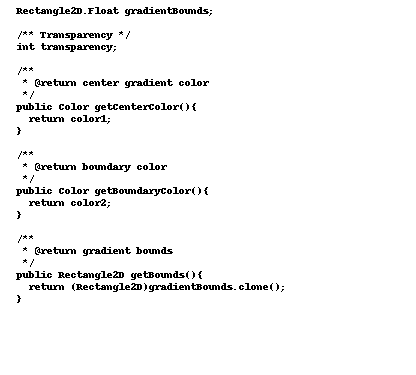 Rectangle2D.Float gradientBounds;
/** Transparency */
int transparency;
/**
* @return center gradient color
*/
public Color getCenterColor(){
return color1;
}
/**
* @return boundary color
*/
public Color getBoundaryColor(){
return color2;
}
/**
* @return gradient bounds
*/
public Rectangle2D getBounds(){
return (Rectangle2D)gradientBounds.clone();
}